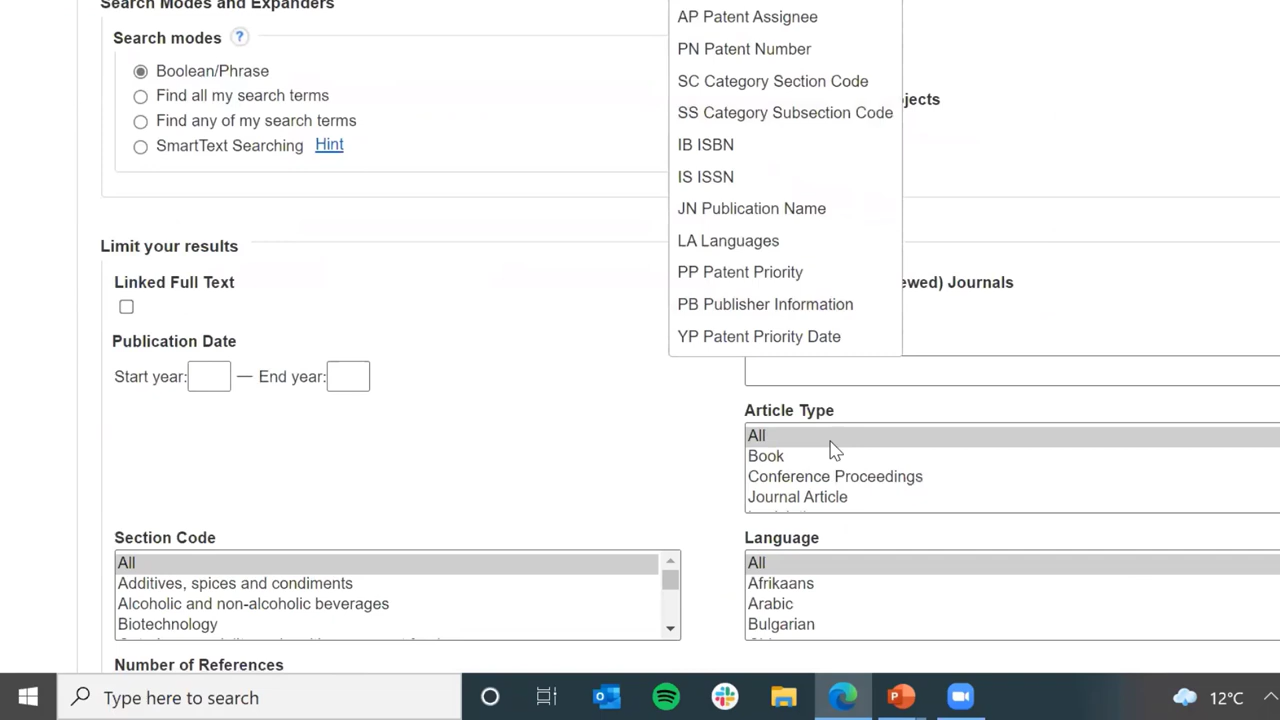 Search Modes and Expanders
Search modes ?
Boolean/Phrase
Find all my search terms
Find any of my search terms
SmartText Searching Hint
AP Patent Assignee
PN Patent Number
SC Category Section Code
SS Category Subsection Code
IB ISBN
IS ISSN
JN Publication Name
LA Languages
PP Patent Priority
PB Publisher Information
YP Patent Priority Date
Limit your results
Linked Full Text
Journals
Publication Date
Start year: — End year:
Article Type
All
Book
Conference Proceedings
Journal Article
Section Code
All
Additives, spices and condiments
Alcoholic and non-alcoholic beverages
Biotechnology
Language
All
Afrikaans
Arabic
Bulgarian
Number of References
Type here to search
12°C